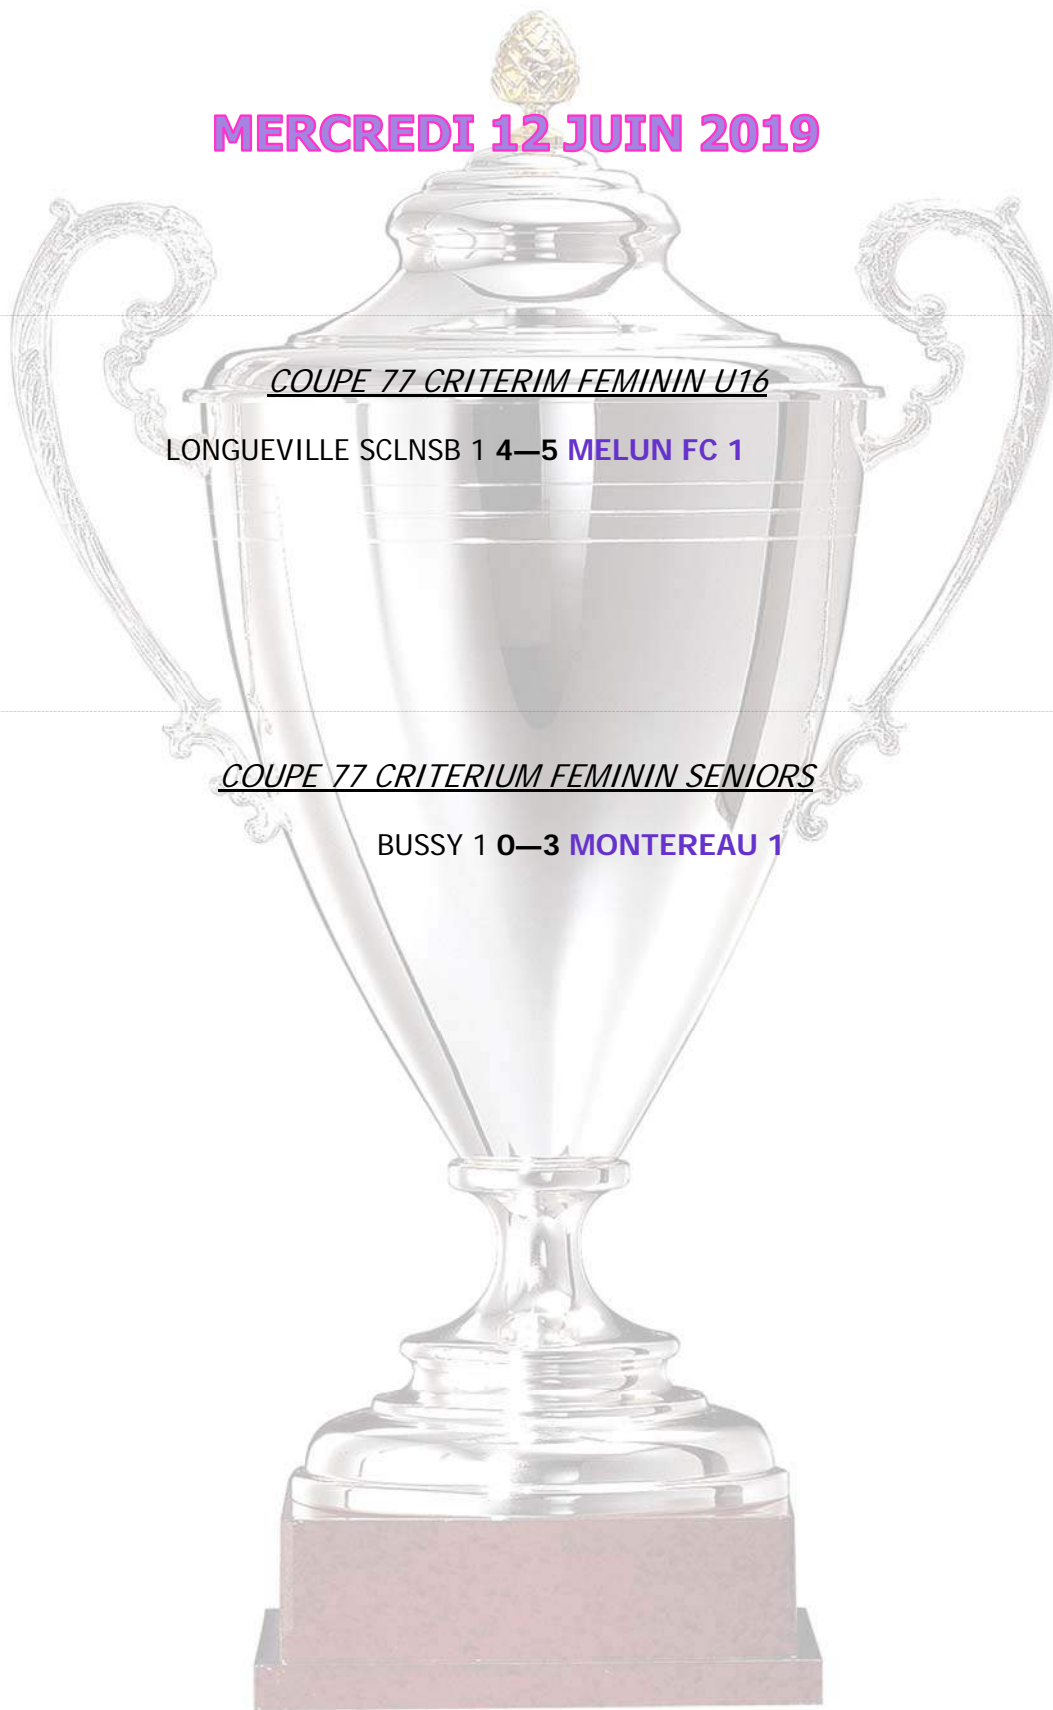 MERCREDI 12 JUIN 2019
COUPE 77 CRITERIM FEMININ U16
LONGUEVILLE SCLNSB 1 4—5 MELUN FC 1
COUPE 77 CRITERIUM FEMININ SENIORS
BUSSY 1 0—3 MONTEREAU 1